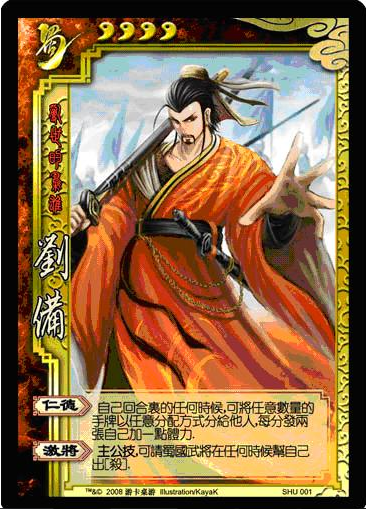 蜀
亂世的梟雄
劉備
仁德
自己回合裏的任何時候,可將任意數量的
手牌以任意分配方式分給他人,每分發兩
張自己加一點體力.
激將
主公技,可請蜀國武將在任何時候幫自己
出[殺].
™&© 2008 游卡桌游 Illustration/KayaK
SHU 001